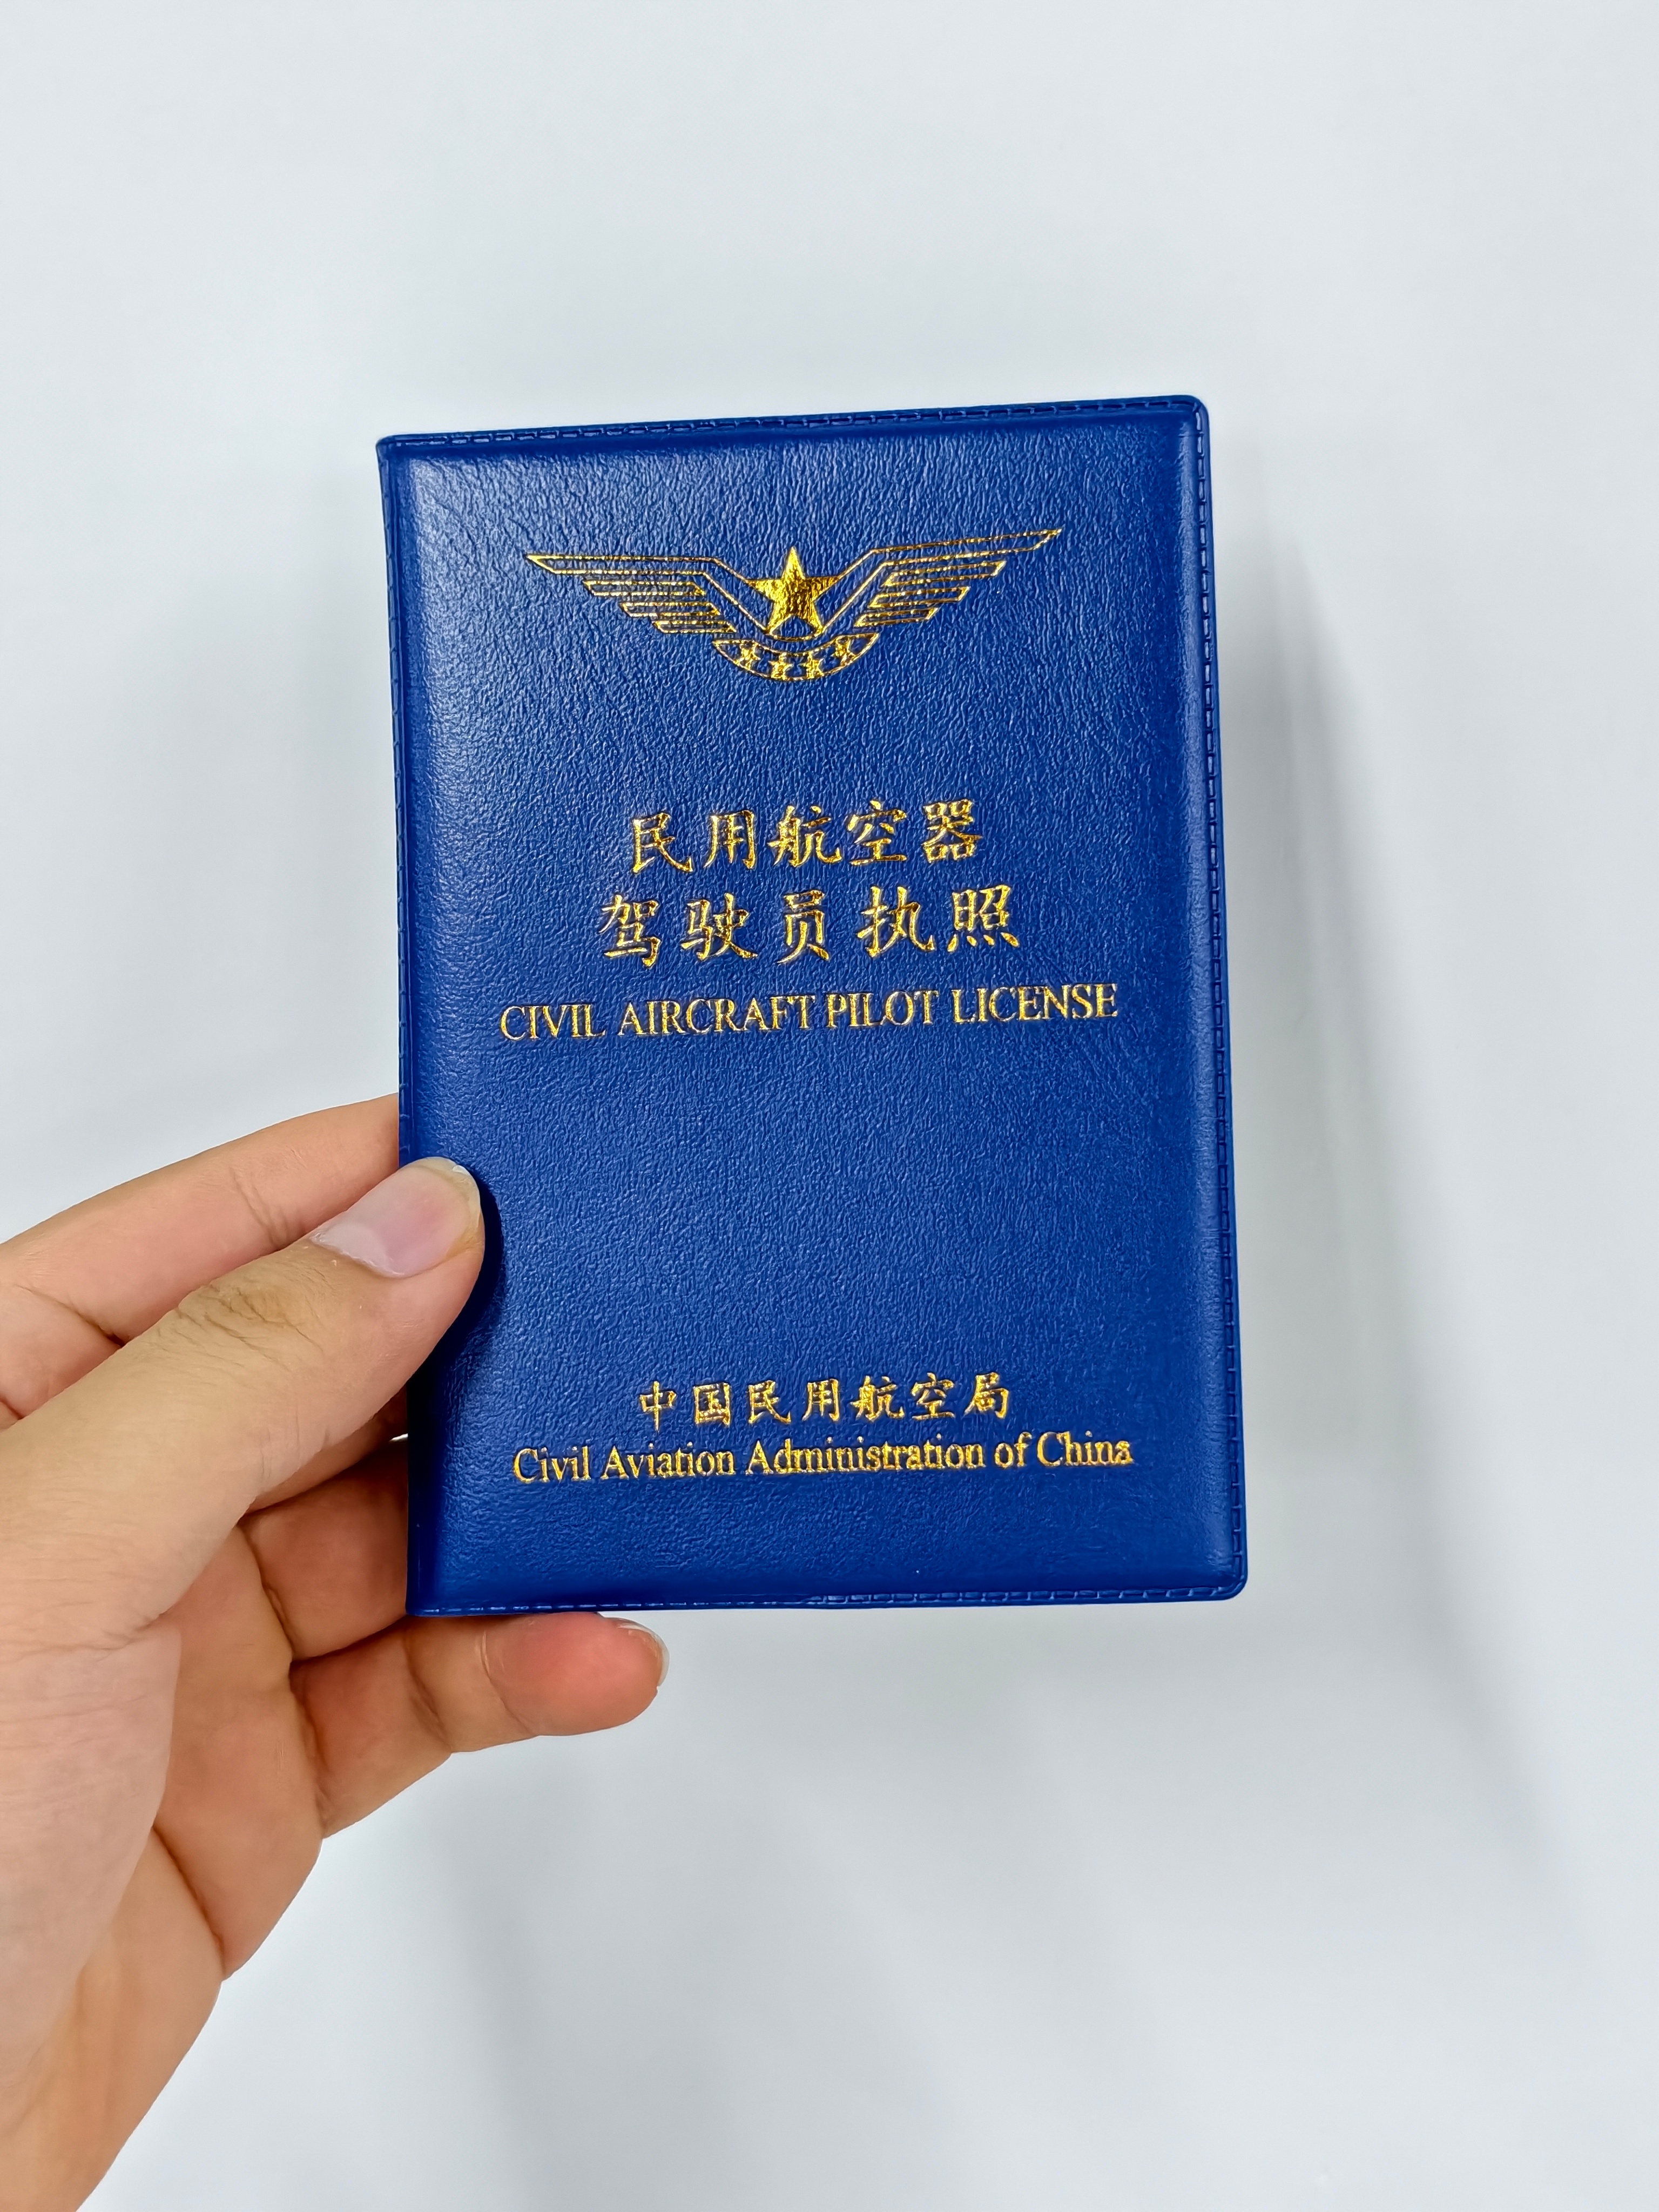 民用航空器
驾驶员执照
CIVIL AIRCRAFT PILOT LICENSE
中国民用航空局
Civil Aviation Administration of China